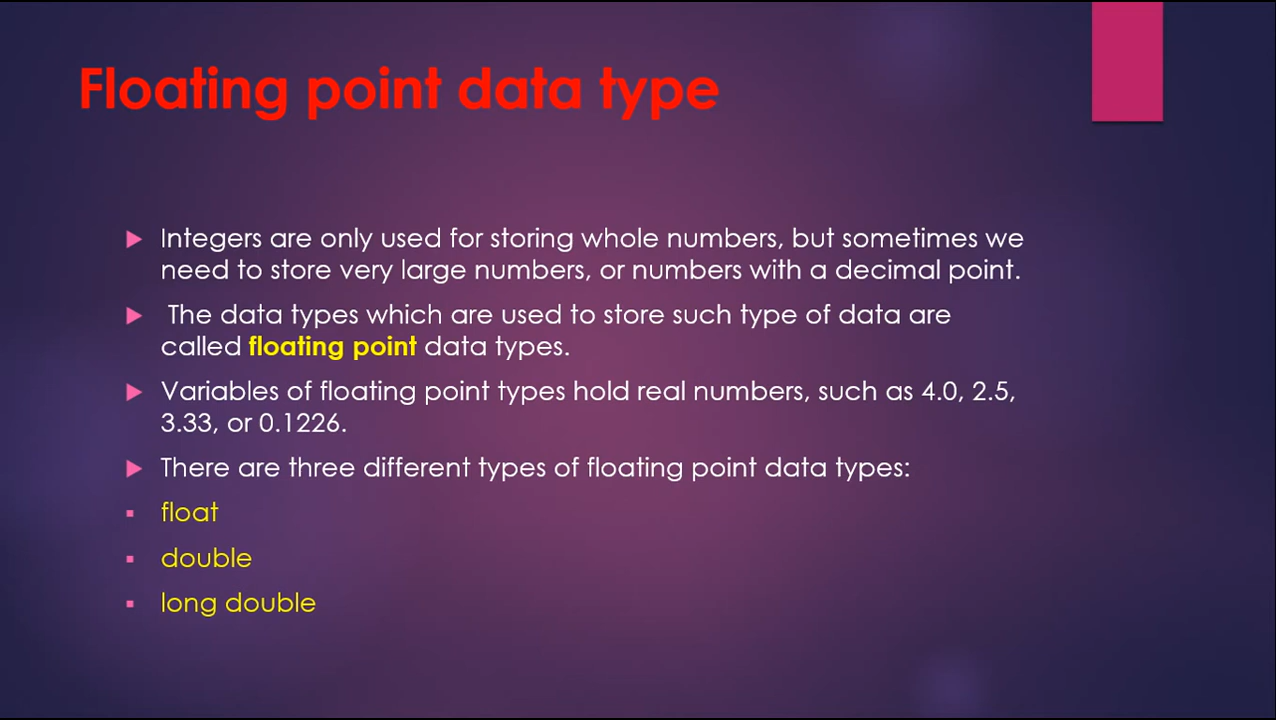 Floating point data type
Integers are only used for storing whole numbers, but sometimes we
need to store very large numbers, or numbers with a decimal point.
The data types which are used to store such type of data are
called floating point data types.
Variables of floating point types hold real numbers, such as 4.0, 2.5,
3.33, or 0.1226.
There are three different types of floating point data types:
float
double
long double